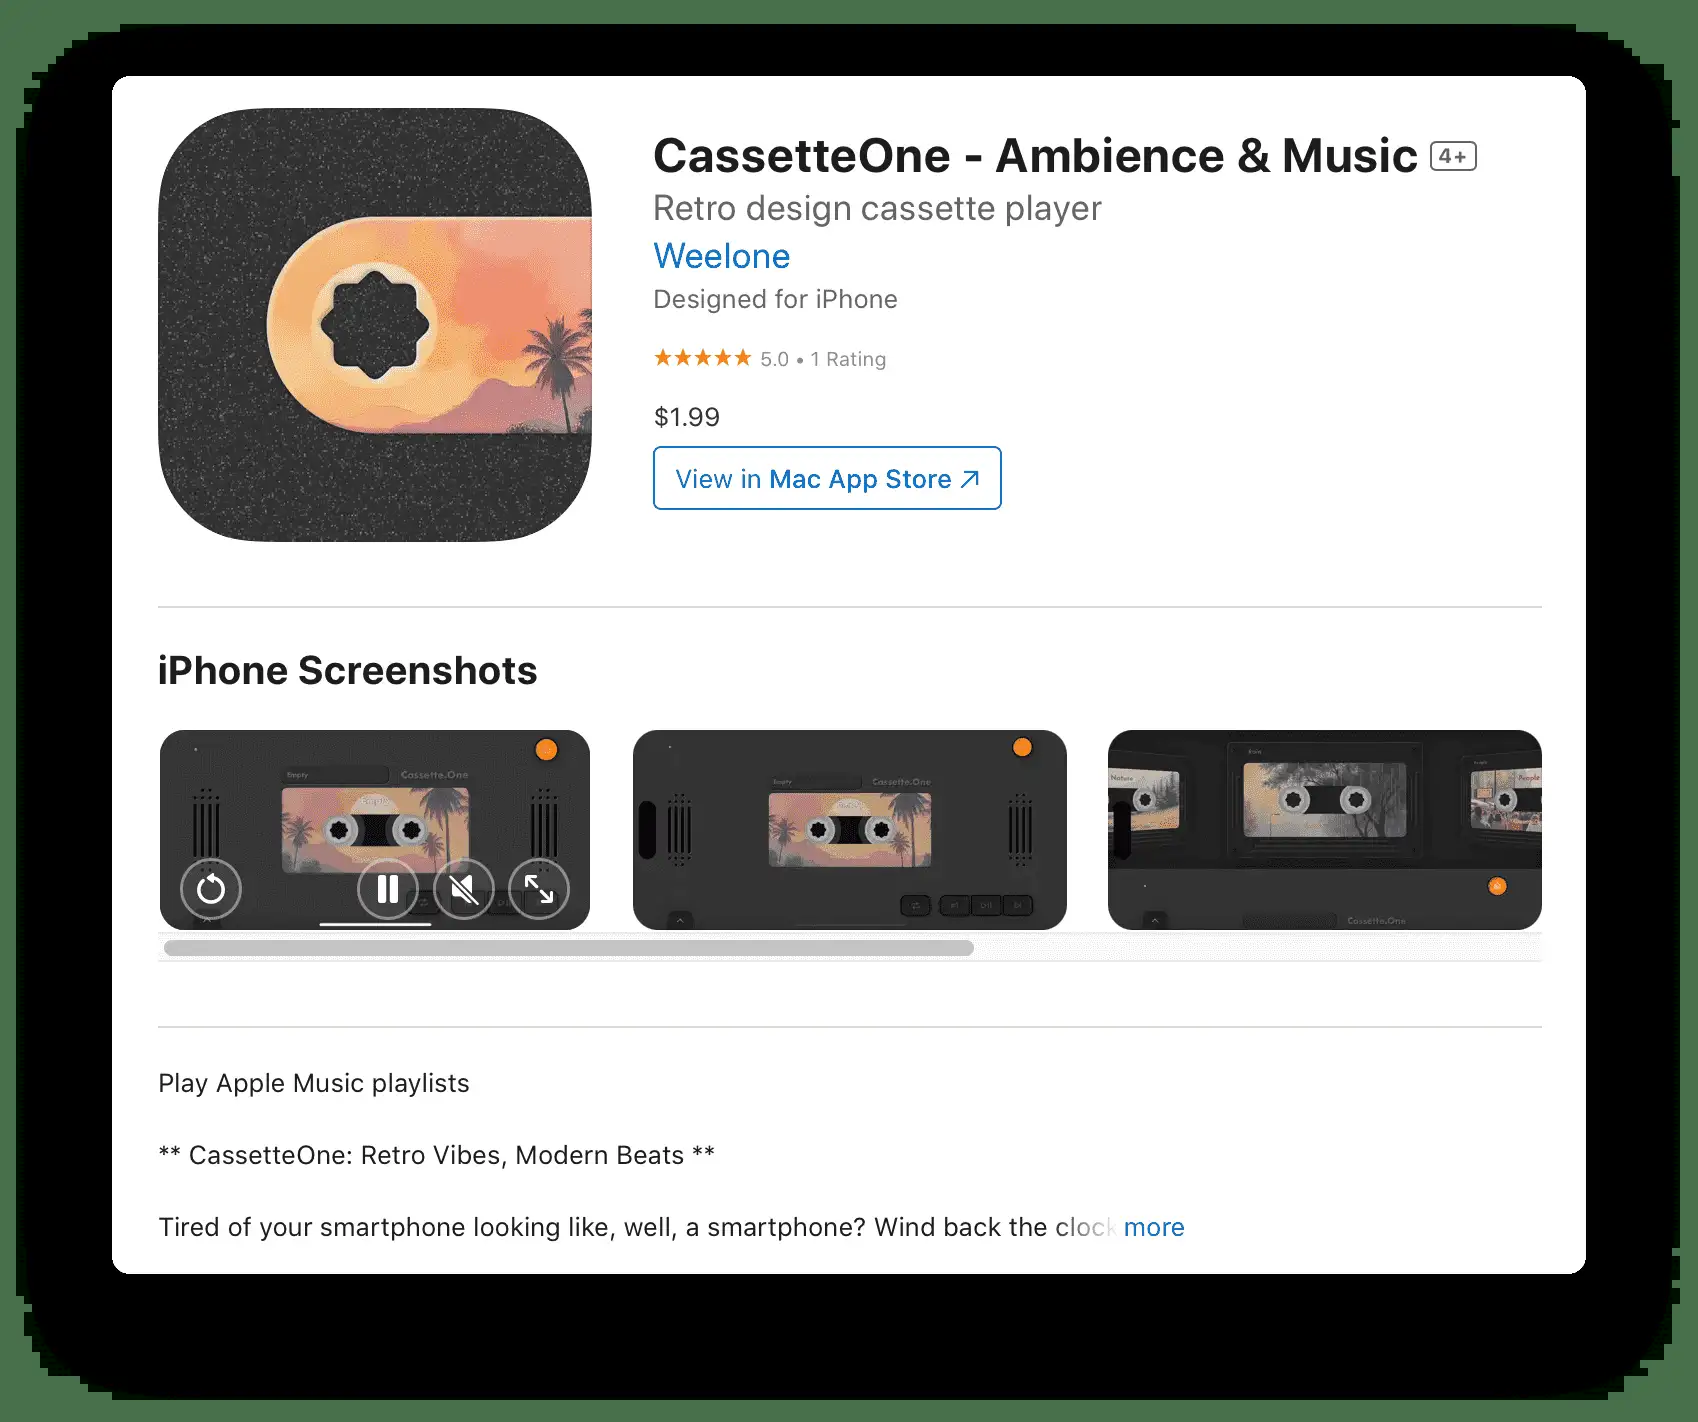 CassetteOne - Ambience & Music 4+
Retro design cassette player
Weelone
Designed for iPhone
★★★★★ 5.0 • 1 Rating
$1.99
View in Mac App Store ↗
iPhone Screenshots
Empty
Cassette.One
Empty
Cassette.One
Nature
People
People
Cassette.One
Play Apple Music playlists
** CassetteOne: Retro Vibes, Modern Beats **
Tired of your smartphone looking like, well, a smartphone? Wind back the clock more